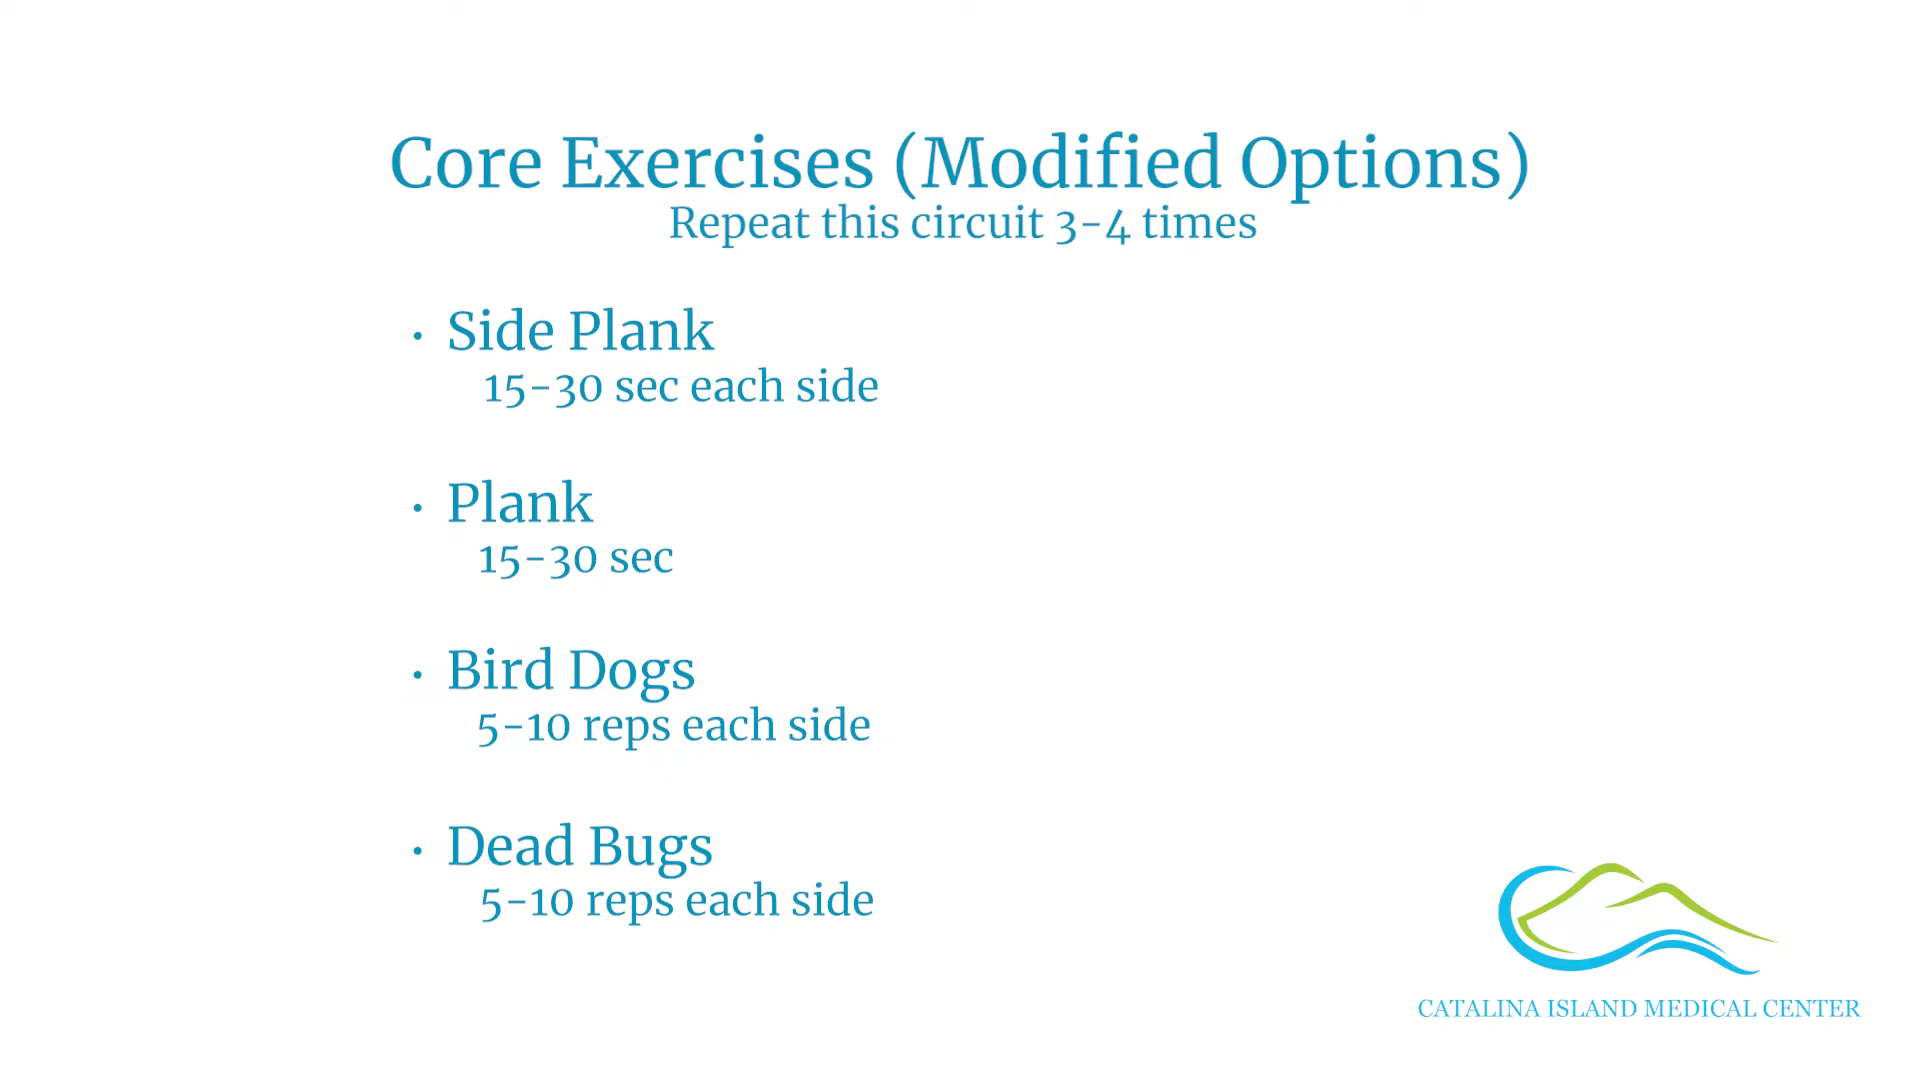 Core Exercises (Modified Options)
Repeat this circuit 3-4 times
• Side Plank
15-30 sec each side
• Plank
15-30 sec
• Bird Dogs
5-10 reps each side
• Dead Bugs
5-10 reps each side
CATALINA ISLAND MEDICAL CENTER